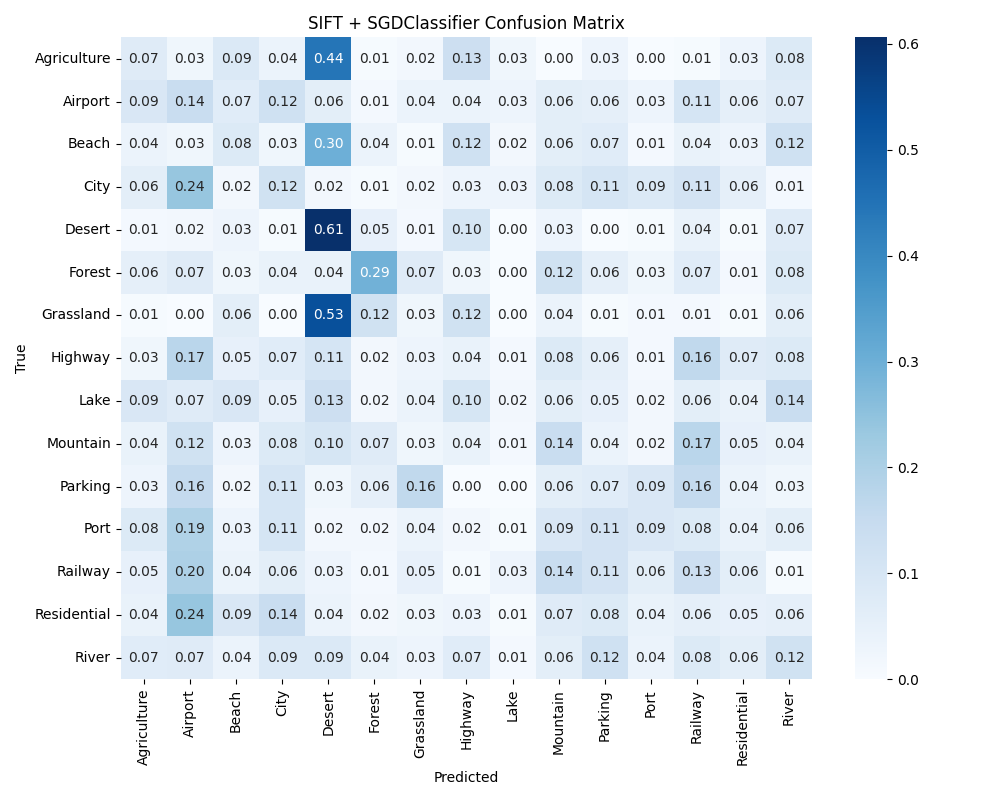 SIFT + SGDClassifier Confusion Matrix
Agriculture 0.07 0.03 0.09 0.04 0.44 0.01 0.02 0.13 0.03 0.00 0.03 0.00 0.01 0.03 0.08
Airport 0.09 0.14 0.07 0.12 0.06 0.01 0.04 0.04 0.03 0.06 0.06 0.03 0.11 0.06 0.07
Beach 0.04 0.03 0.08 0.03 0.30 0.04 0.01 0.12 0.02 0.06 0.07 0.01 0.04 0.03 0.12
City 0.06 0.24 0.02 0.12 0.02 0.01 0.02 0.03 0.03 0.08 0.11 0.09 0.11 0.06 0.01
Desert 0.01 0.02 0.03 0.01 0.61 0.05 0.01 0.10 0.00 0.03 0.00 0.01 0.04 0.01 0.07
Forest 0.06 0.07 0.03 0.04 0.04 0.29 0.07 0.03 0.00 0.12 0.06 0.03 0.07 0.01 0.08
Grassland 0.01 0.00 0.06 0.00 0.53 0.12 0.03 0.12 0.00 0.04 0.01 0.01 0.01 0.01 0.06
Highway 0.03 0.17 0.05 0.07 0.11 0.02 0.03 0.04 0.01 0.08 0.06 0.01 0.16 0.07 0.08
Lake 0.09 0.07 0.09 0.05 0.13 0.02 0.04 0.10 0.02 0.06 0.05 0.02 0.06 0.04 0.14
Mountain 0.04 0.12 0.03 0.08 0.10 0.07 0.03 0.04 0.01 0.14 0.04 0.02 0.17 0.05 0.04
Parking 0.03 0.16 0.02 0.11 0.03 0.06 0.16 0.00 0.00 0.06 0.07 0.09 0.16 0.04 0.03
Port 0.08 0.19 0.03 0.11 0.02 0.02 0.04 0.02 0.01 0.09 0.11 0.09 0.08 0.04 0.06
Railway 0.05 0.20 0.04 0.06 0.03 0.01 0.05 0.01 0.03 0.14 0.11 0.06 0.13 0.06 0.01
Residential 0.04 0.24 0.09 0.14 0.04 0.02 0.03 0.03 0.01 0.07 0.08 0.04 0.06 0.05 0.06
River 0.07 0.07 0.04 0.09 0.09 0.04 0.03 0.07 0.01 0.06 0.12 0.04 0.08 0.06 0.12
True
Agriculture Airport Beach City Desert Forest Grassland Highway Lake Mountain Parking Port Railway Residential River
Predicted
0.6
0.5
0.4
0.3
0.2
0.1
0.0